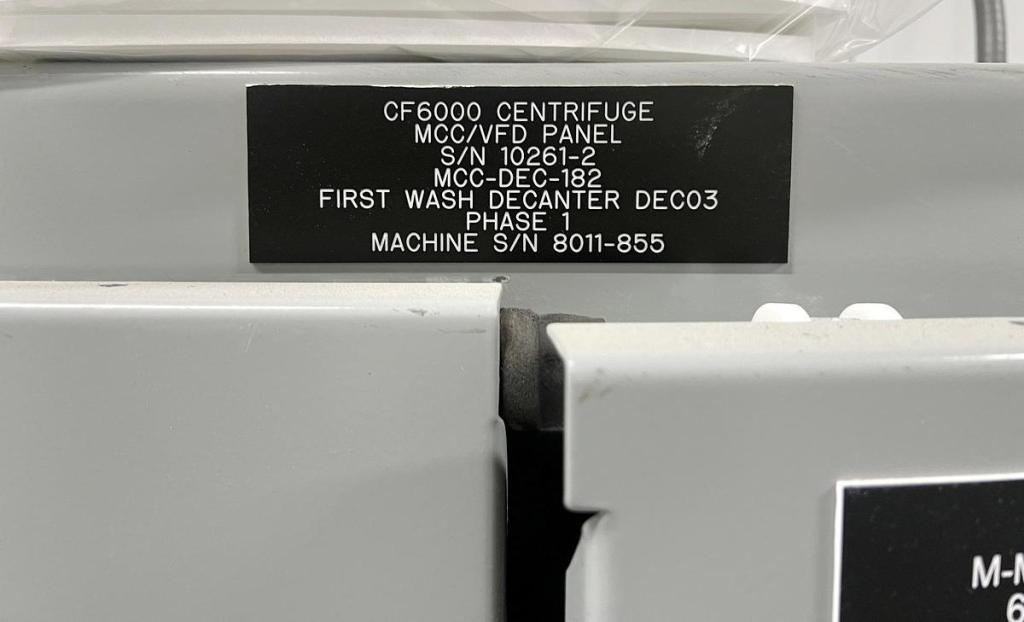 CF6000 CENTRIFUGE
MCC/VFD PANEL
S/N 10261-2
MCC-DEC-182
FIRST WASH DECANTER DEC03
PHASE 1
MACHINE S/N 8011-855